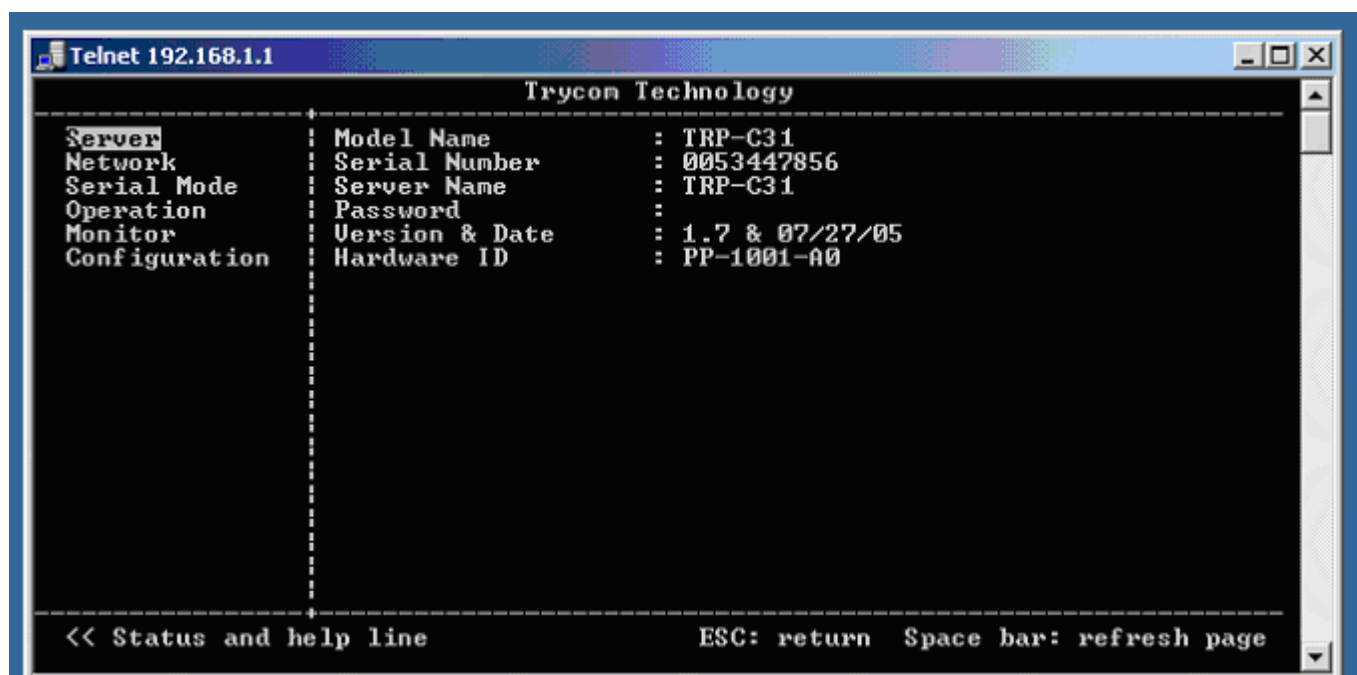 Telnet 192.168.1.1
Trycom Technology
Server | Model Name : TRP-C31
Network | Serial Number : 0053447856
Serial Mode | Server Name : TRP-C31
Operation | Password :
Monitor | Version & Date : 1.7 & 07/27/05
Configuration | Hardware ID : PP-1001-A0
<< Status and help line ESC: return Space bar: refresh page